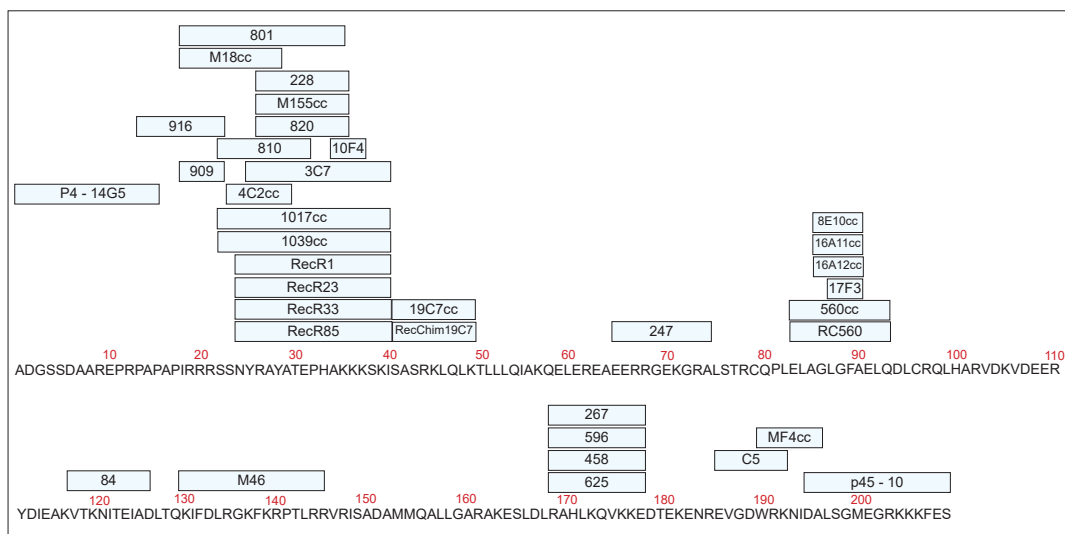 801
M18cc
228
M155cc
916 820
810 10F4
909 3C7
P4 - 14G5 4C2cc
1017cc 8E10cc
1039cc 16A11cc
RecR1 16A12cc
RecR23 17F3
RecR33 19C7cc 560cc
RecR85 RecChim19C7 247 RC560
10 20 30 40 50 60 70 80 90 100 110
ADGSSDAAREPRPAPAPIRRRSSNYRAYATEPHAKKKSKISASRKLQLKTLLLQIAKQELEREAEERRGEKGRALSTRCQPLELAGLGFAELQDLCRQLHARVDKVDEER
267
596 MF4cc
458 C5
84 M46 625 p45 - 10
120 130 140 150 160 170 180 190 200
YDIEAKVTKNITEIADLTQKIFDLRGKFKRPTLRRVRISADAMMQALLGARAKESLDLRAHLKQVKKEDTEKENREVGDWRKNIDALSGMEGRKKKFES